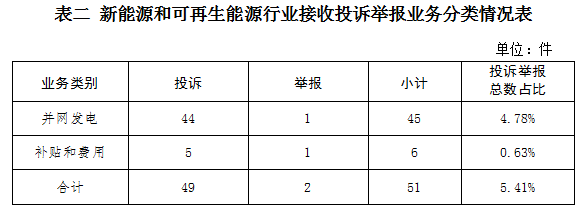 表二 新能源和可再生能源行业接收投诉举报业务分类情况表
单位：件
业务类别 投诉 举报 小计 投诉举报
总数占比
并网发电 44 1 45 4.78%
补贴和费用 5 1 6 0.63%
合计 49 2 51 5.41%